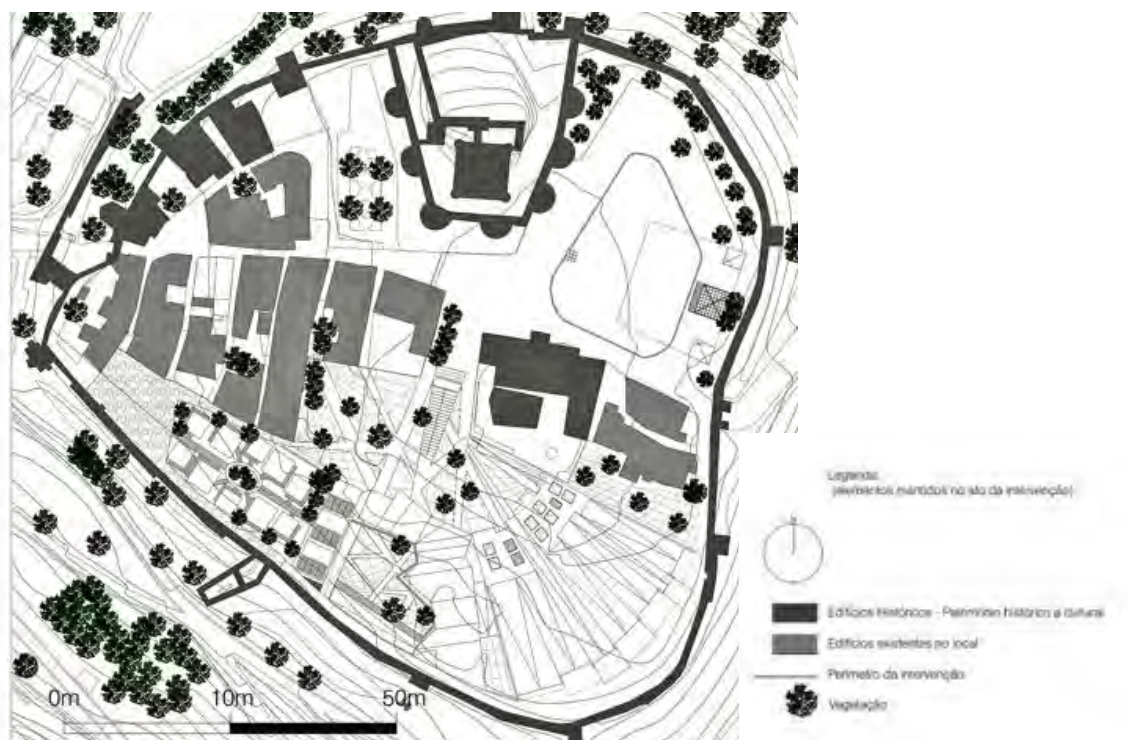 Legenda:
(elementos mantidos no ato da intervenção)
Edifícios Históricos - Património histórico e cultural
Edifícios existentes no local
Perímetro da intervenção
Vegetação
0m 10m 50m